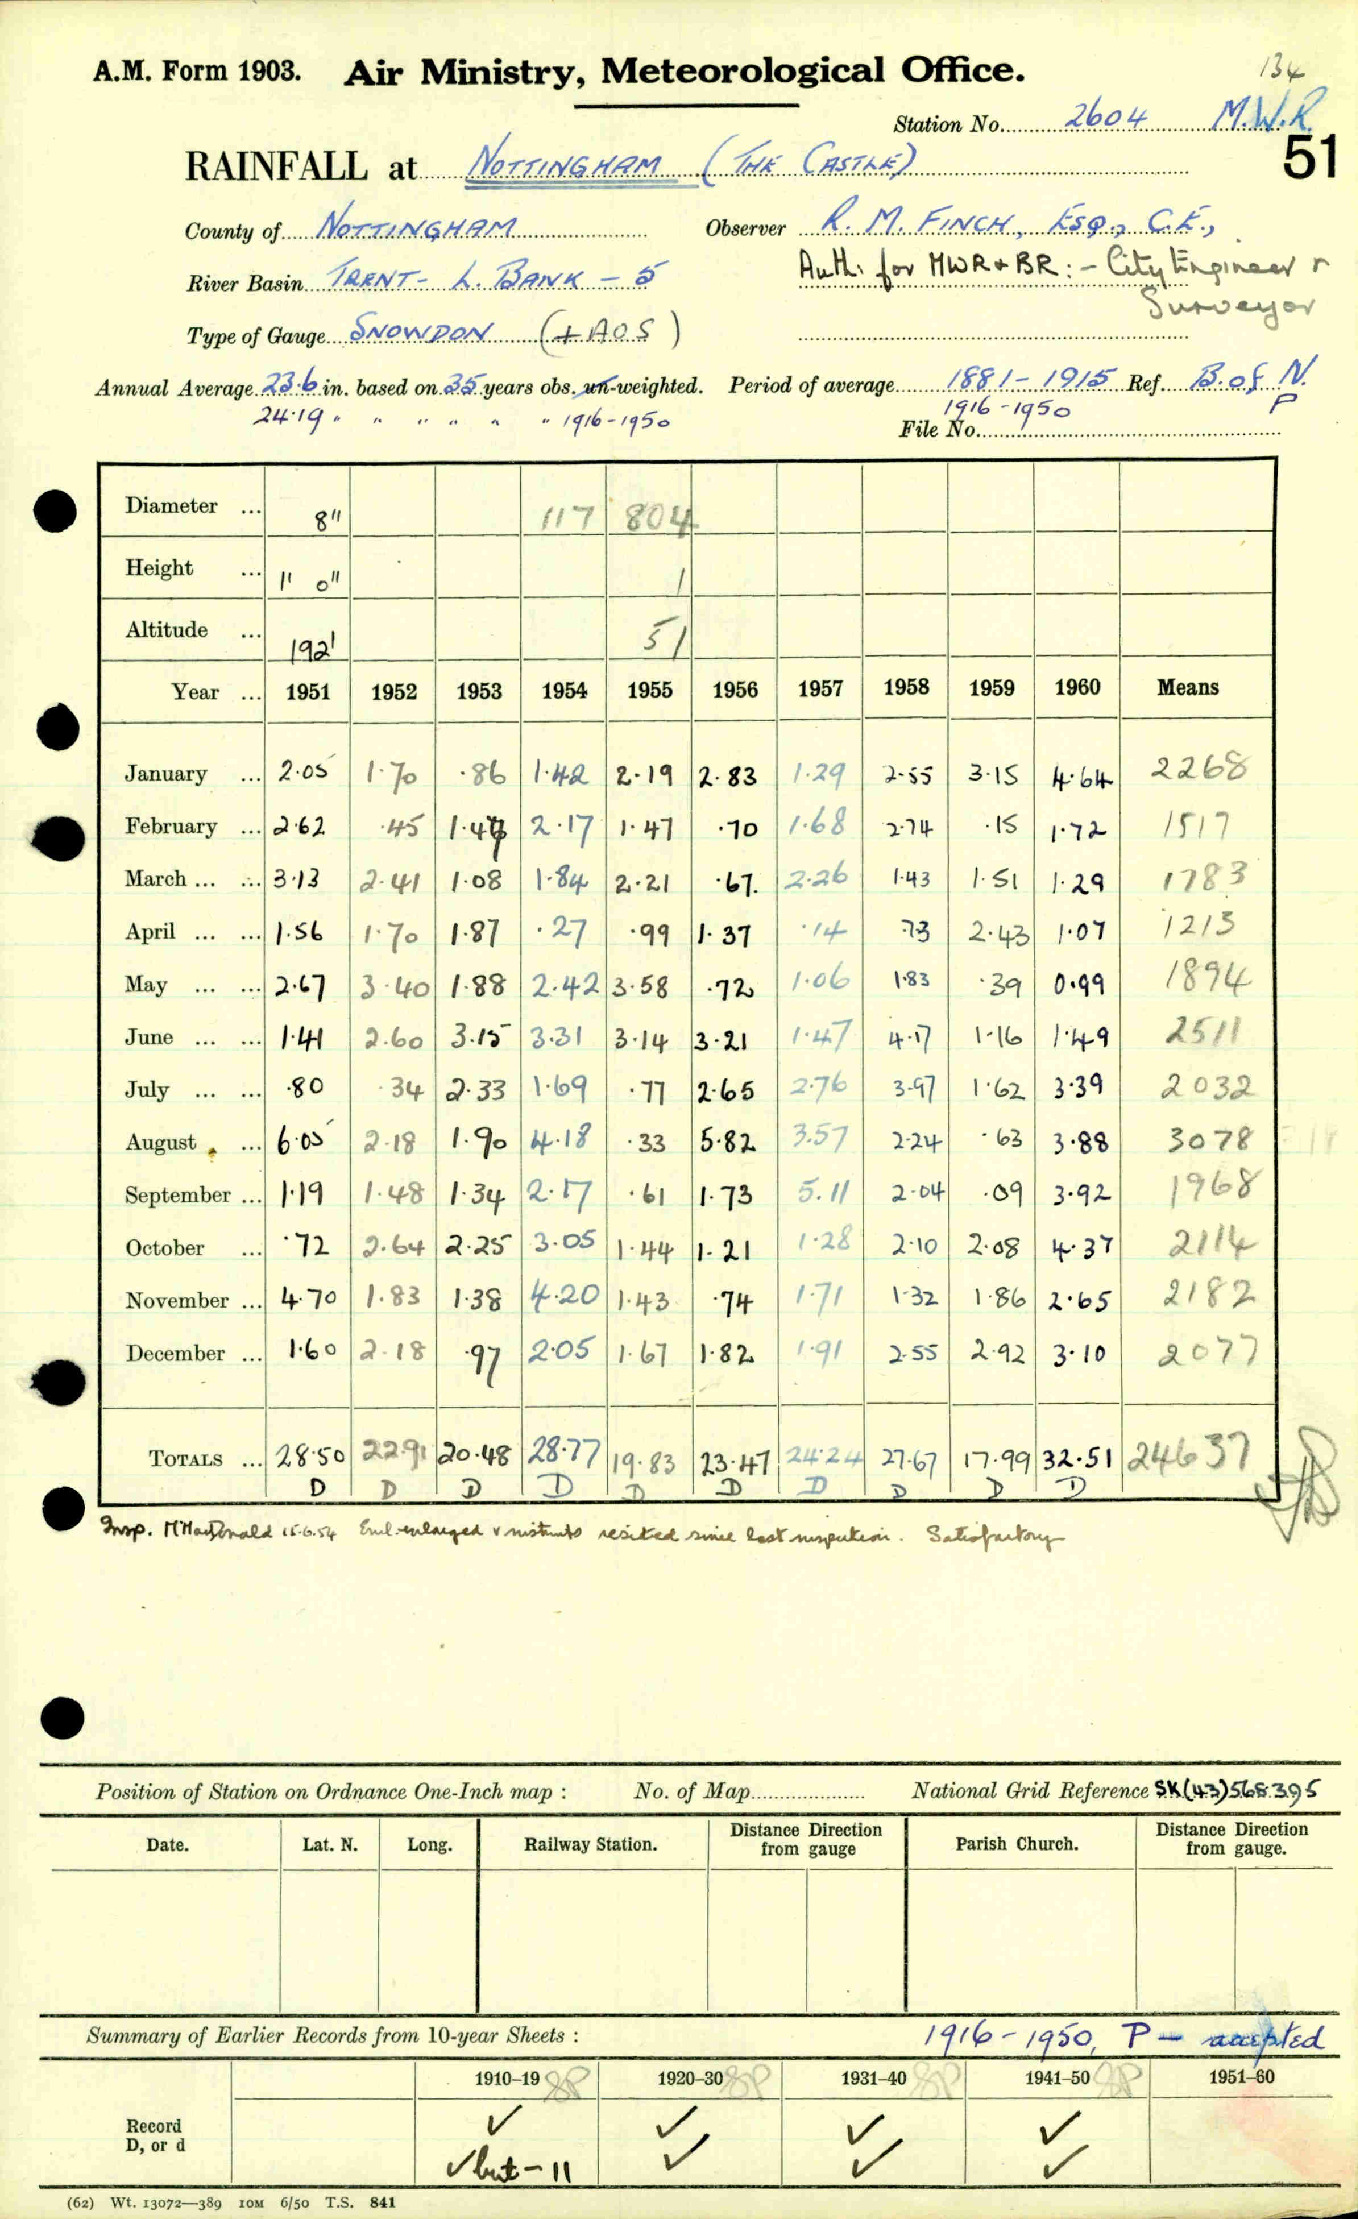 134
A.M. Form 1903. Air Ministry, Meteorological Office.
Station No. 2604 M.W.R.
51
RAINFALL at NOTTINGHAM (THE CASTLE)
County of NOTTINGHAM Observer R. M. FINCH, ESQ., C.E.,
River Basin TRENT - L. BANK - 5 Auth: for MWR + BR: - City Engineer &
Surveyor
Type of Gauge SNOWDON (+ AOS)
Annual Average 23.6 in. based on 35 years obs. un-weighted. Period of average 1881 - 1915 Ref. B. of N.
24.19 " " " " " " 1916-1950 1916-1950 P
File No.
Diameter ... 8" 117 804
Height ... 1' 0" 1
Altitude ... 192' 51
Year ... 1951 1952 1953 1954 1955 1956 1957 1958 1959 1960 Means
January ... 2.05 1.70 .86 1.42 2.19 2.83 1.29 2.55 3.15 4.64 2268
February ... 2.62 .45 1.47 2.17 1.47 .70 1.68 2.74 .15 1.72 1517
March ... ... 3.13 2.41 1.08 1.84 2.21 .67. 2.26 1.43 1.51 1.29 1783
April ... ... 1.56 1.70 1.87 .27 .99 1.37 .14 .73 2.43 1.07 1213
May ... ... 2.67 3.40 1.88 2.42 3.58 .72 1.06 1.83 .39 0.99 1894
June ... ... 1.41 2.60 3.15 3.31 3.14 3.21 1.47 4.17 1.16 1.49 2511
July ... ... .80 .34 2.33 1.69 .77 2.65 2.76 3.97 1.62 3.39 2032
August ... 6.05 2.18 1.90 4.18 .33 5.82 3.57 2.24 .63 3.88 3078
September ... 1.19 1.48 1.34 2.17 .61 1.73 5.11 2.04 .09 3.92 1968
October ... .72 2.64 2.25 3.05 1.44 1.21 1.28 2.10 2.08 4.37 2114
November ... 4.70 1.83 1.38 4.20 1.43 .74 1.71 1.32 1.86 2.65 2182
December ... 1.60 2.18 .97 2.05 1.67 1.82 1.91 2.55 2.92 3.10 2077
TOTALS ... 28.50 22.91 20.48 28.77 19.83 23.47 24.24 27.67 17.99 32.51 24637
D D D D D D D D D D
Insp. M MacDonald 15.6.54 Encl. enlarged & instmts resited since last inspection. Satisfactory
Position of Station on Ordnance One-Inch map : No. of Map National Grid Reference SK(43)568395
Date. Lat. N. Long. Railway Station. Distance Direction from gauge Parish Church. Distance Direction from gauge.
Summary of Earlier Records from 10-year Sheets : 1916-1950, P - accepted
1910-19 SP 1920-30 SP 1931-40 SP 1941-50 SP 1951-60
Record ✓ ✓ ✓ ✓
D, or d ✓ but - 11 ✓ ✓ ✓
(62) Wt. 13072—389 10M 6/50 T.S. 841